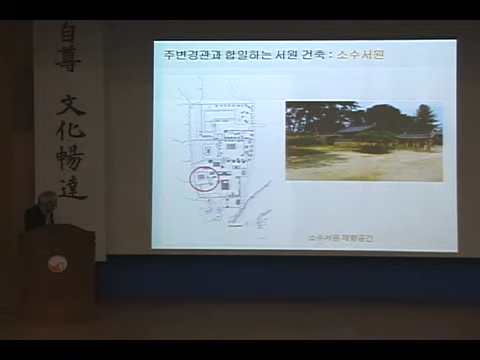 주변경관과 합일하는 서원 건축 : 소수서원
소수서원 제향공간
自尊 文化暢達